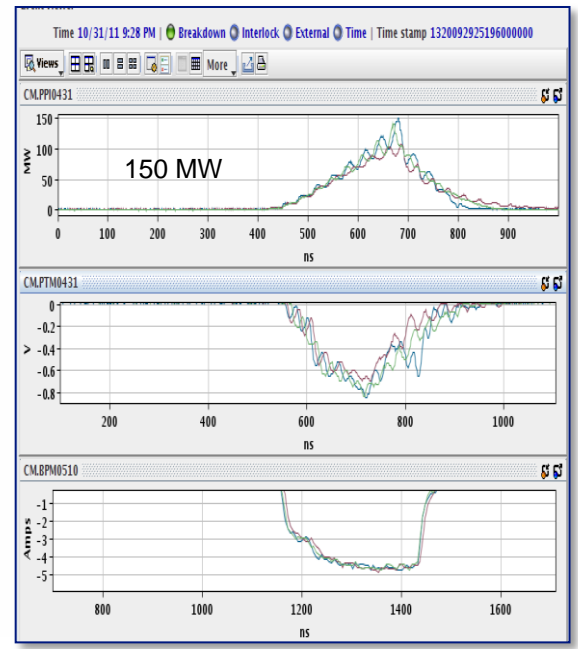 Time 10/31/11 9:28 PM | Breakdown Interlock External Time | Time stamp 1320092925196000000
Views More
CM.PPI0431
150
100
50
0
MW
150 MW
0 100 200 300 400 500 600 700 800 900
ns
CM.PTM0431
0
-0.2
-0.4
-0.6
-0.8
V
200 400 600 800 1000
ns
CM.BPM0510
-1
-2
-3
-4
-5
Amps
800 1000 1200 1400 1600
ns